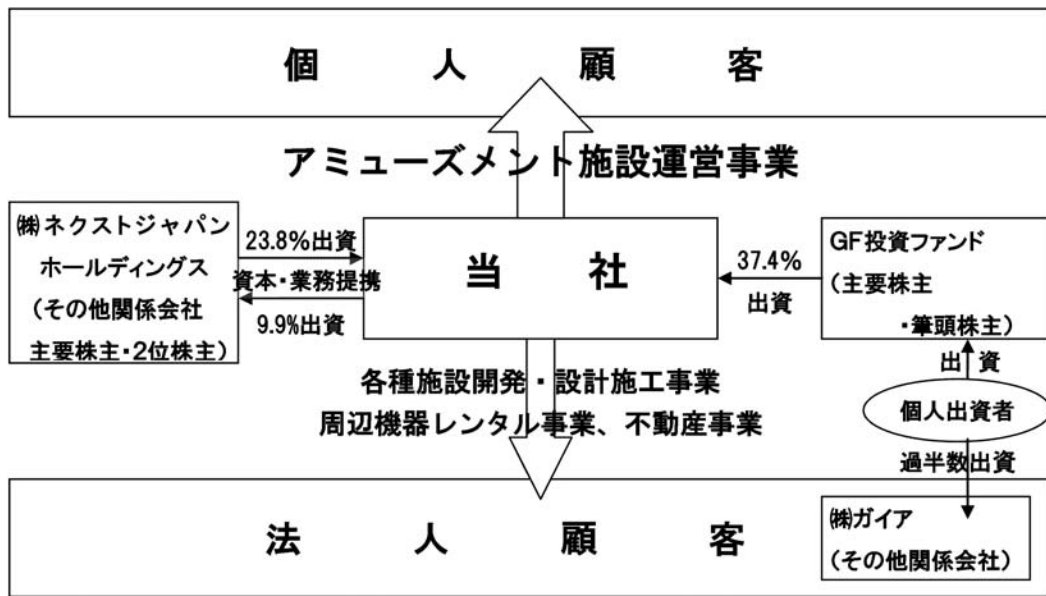 個人顧客
アミューズメント施設運営事業
㈱ネクストジャパン
ホールディングス
(その他関係会社
主要株主・2位株主)
23.8%出資
資本・業務提携
9.9%出資
当社
37.4%
出資
GF投資ファンド
(主要株主
・筆頭株主)
出資
個人出資者
過半数出資
各種施設開発・設計施工事業
周辺機器レンタル事業、不動産事業
法人顧客
㈱ガイア
(その他関係会社)